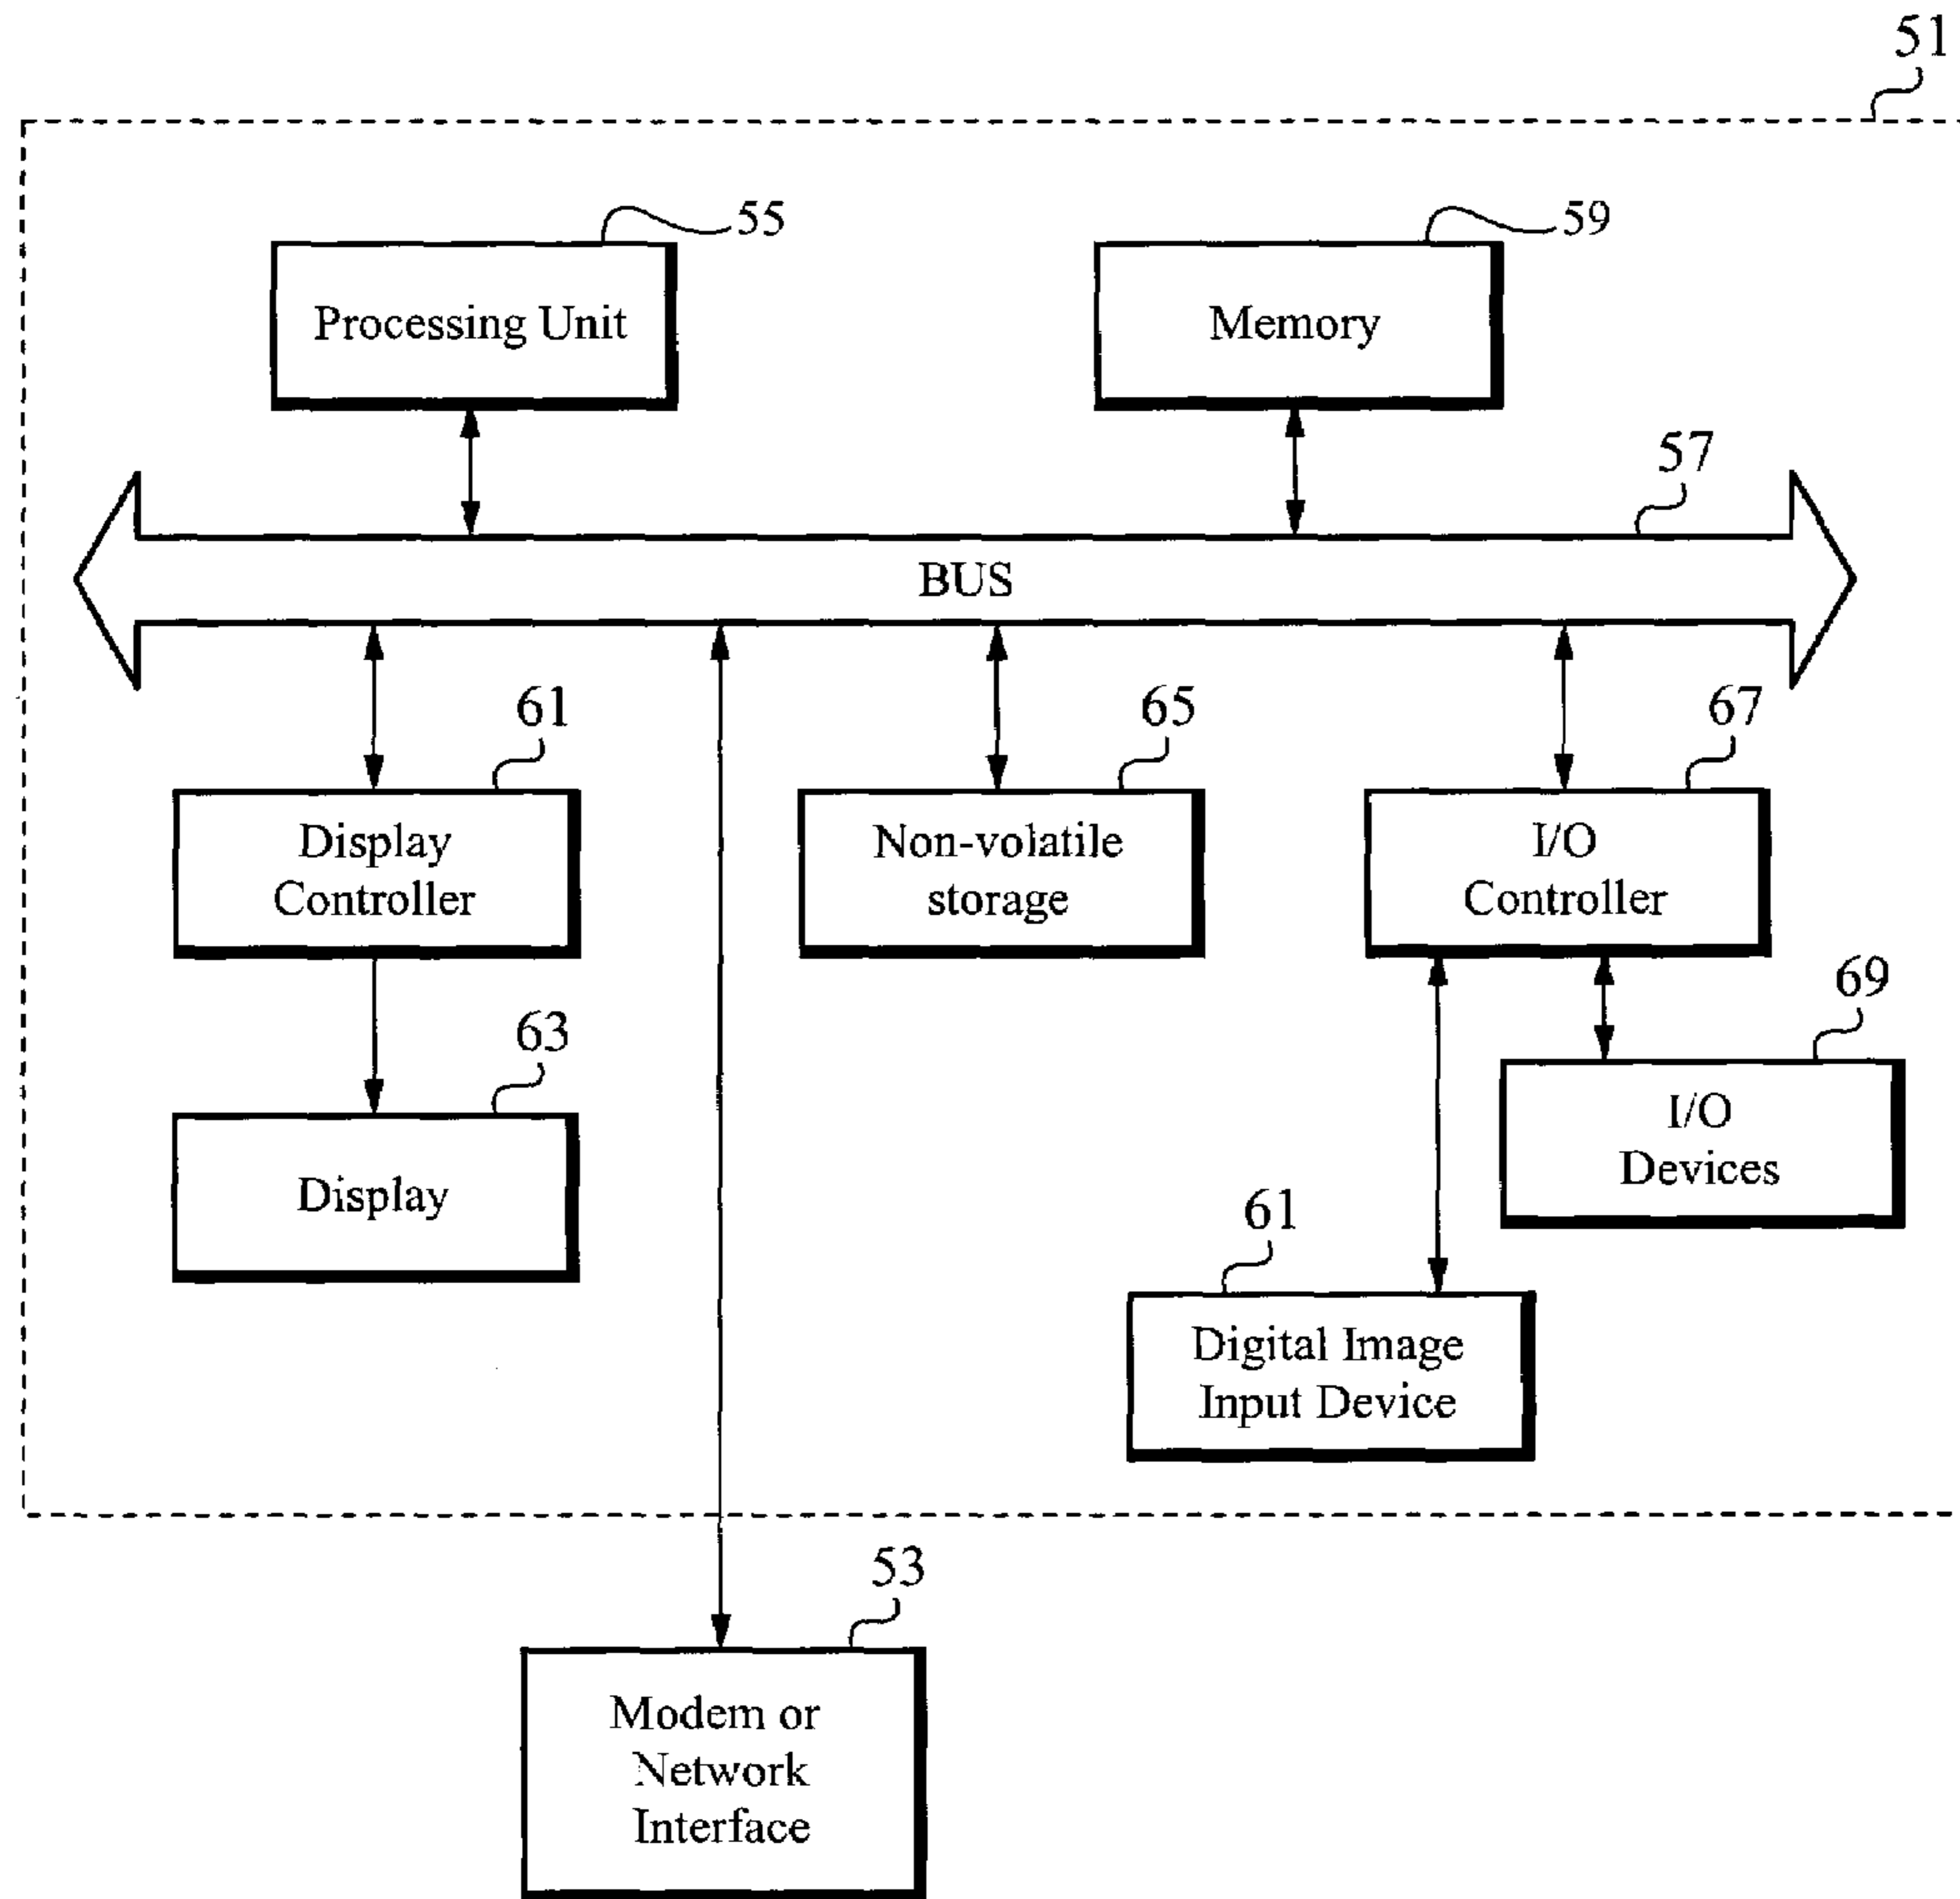 51
55
59
Processing Unit
Memory
57
BUS
61
65
67
Display
Controller
Non-volatile
storage
I/O
Controller
69
63
I/O
Devices
Display
61
Digital Image
Input Device
53
Modem or
Network
Interface